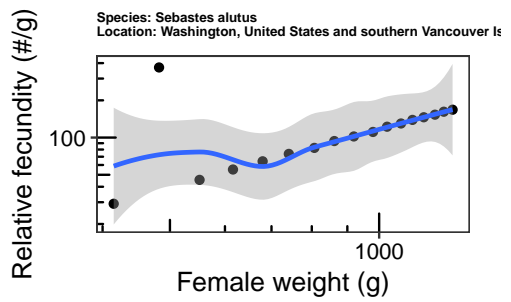 Species: Sebastes alutus
Location: Washington, United States and southern Vancouver Is
Relative fecundity (#/g)
100
1000
Female weight (g)